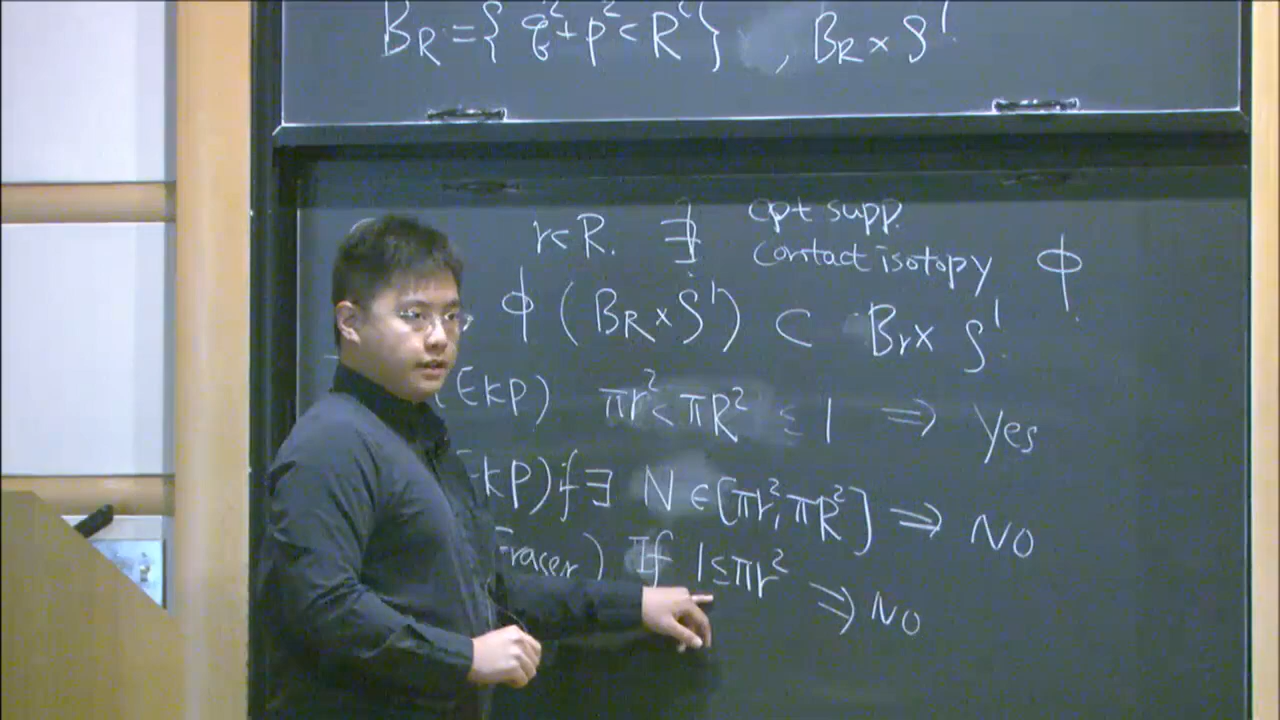 B_R = { q² + p² < R² } , B_R × S¹
r < R. ∃ cpt supp.
contact isotopy ϕ
ϕ ( B_R × S¹ ) ⊂ B_r × S¹
(EKP) πr² < πR² ≤ 1 ⇒ Yes
KP) if ∃ N ∈ [πr², πR²] ⇒ No
Fraser) If 1 ≤ πr² ⇒ No